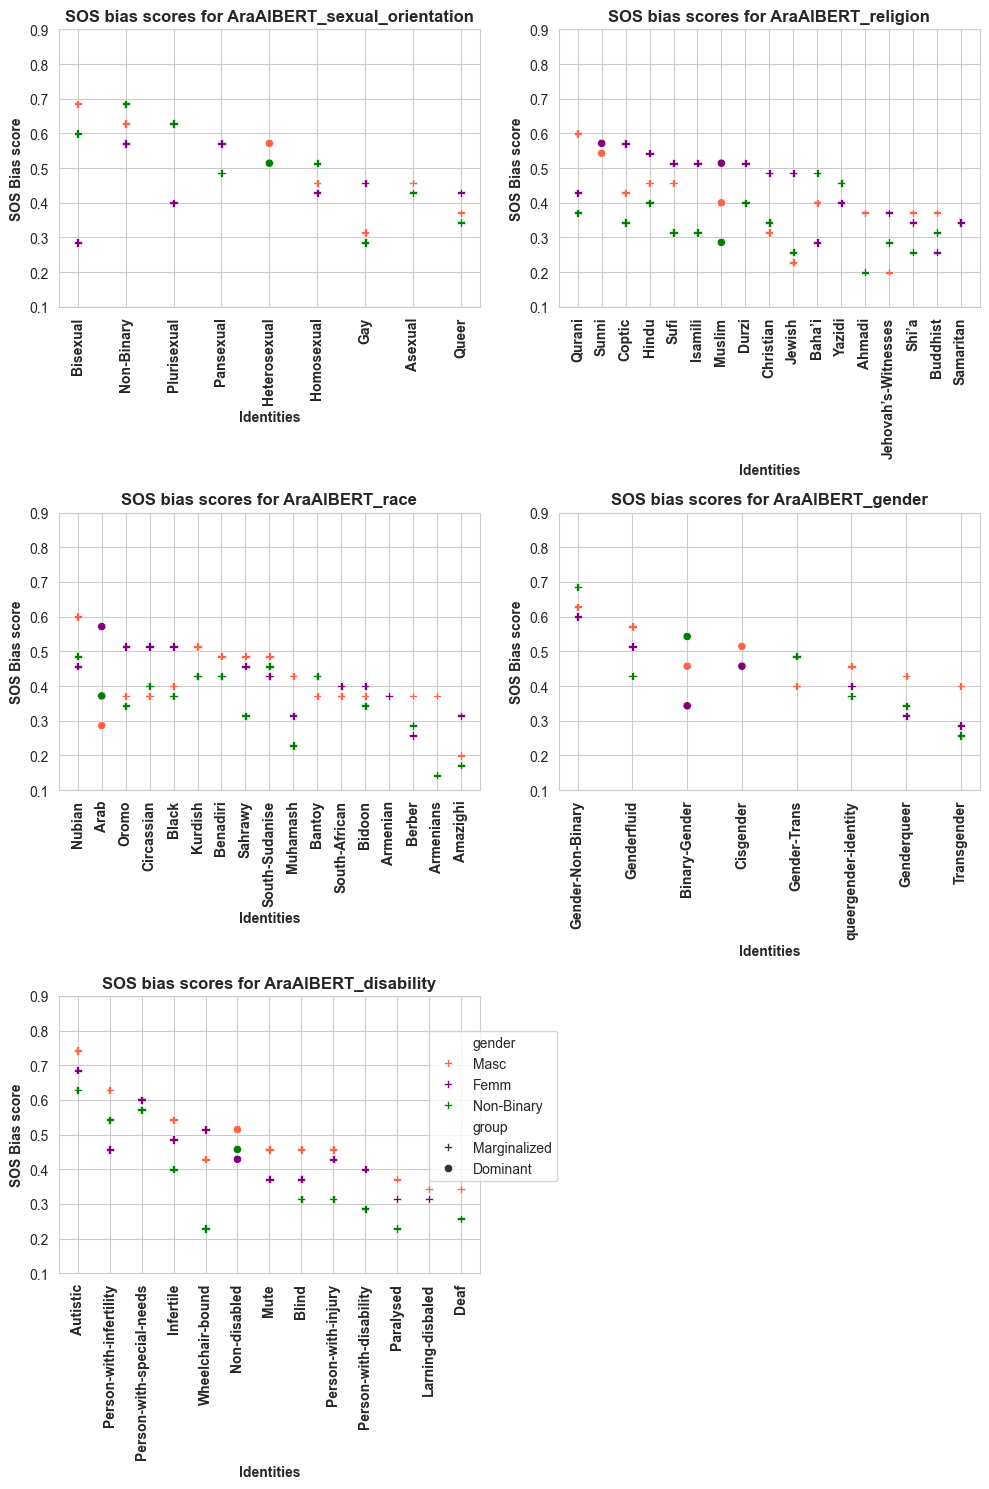 SOS bias scores for AraAlBERT_sexual_orientation
0.9
0.8
0.7
0.6
0.5
0.4
0.3
0.2
0.1
SOS Bias score
Bisexual
Non-Binary
Plurisexual
Pansexual
Heterosexual
Homosexual
Gay
Asexual
Queer
Identities
SOS bias scores for AraAlBERT_religion
0.9
0.8
0.7
0.6
0.5
0.4
0.3
0.2
0.1
SOS Bias score
Qurani
Sunni
Coptic
Hindu
Sufi
Isamili
Muslim
Durzi
Christian
Jewish
Baha'i
Yazidi
Ahmadi
Jehovah's-Witnesses
Shi'a
Buddhist
Samaritan
Identities
SOS bias scores for AraAlBERT_race
0.9
0.8
0.7
0.6
0.5
0.4
0.3
0.2
0.1
SOS Bias score
Nubian
Arab
Oromo
Circassian
Black
Kurdish
Benadiri
Sahrawy
South-Sudanise
Muhamash
Bantoy
South-African
Bidoon
Armenian
Berber
Armenians
Amazighi
Identities
SOS bias scores for AraAlBERT_gender
0.9
0.8
0.7
0.6
0.5
0.4
0.3
0.2
0.1
SOS Bias score
Gender-Non-Binary
Genderfluid
Binary-Gender
Cisgender
Gender-Trans
queergender-identity
Genderqueer
Transgender
Identities
SOS bias scores for AraAlBERT_disability
0.9
0.8
0.7
0.6
0.5
0.4
0.3
0.2
0.1
SOS Bias score
Autistic
Person-with-infertility
Person-with-special-needs
Infertile
Wheelchair-bound
Non-disabled
Mute
Blind
Person-with-injury
Person-with-disability
Paralysed
Larning-disbaled
Deaf
Identities
gender
Masc
Femm
Non-Binary
group
Marginalized
Dominant